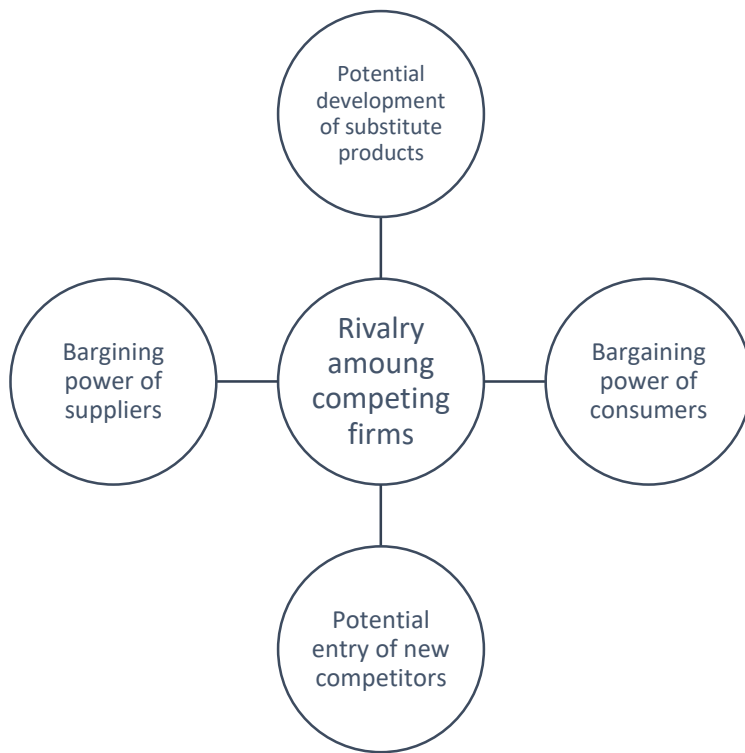 Potential
development
of substitute
products
Bargining
power of
suppliers
Rivalry
amoung
competing
firms
Bargaining
power of
consumers
Potential
entry of new
competitors